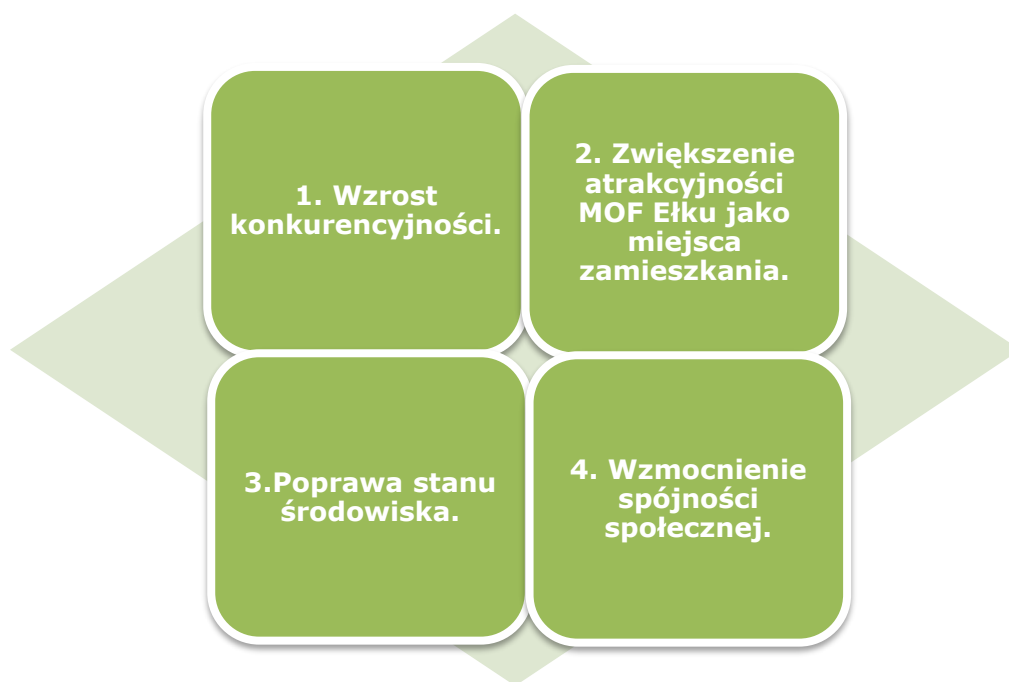 1. Wzrost
konkurencyjności.
2. Zwiększenie
atrakcyjności
MOF Ełku jako
miejsca
zamieszkania.
3.Poprawa stanu
środowiska.
4. Wzmocnienie
spójności
społecznej.